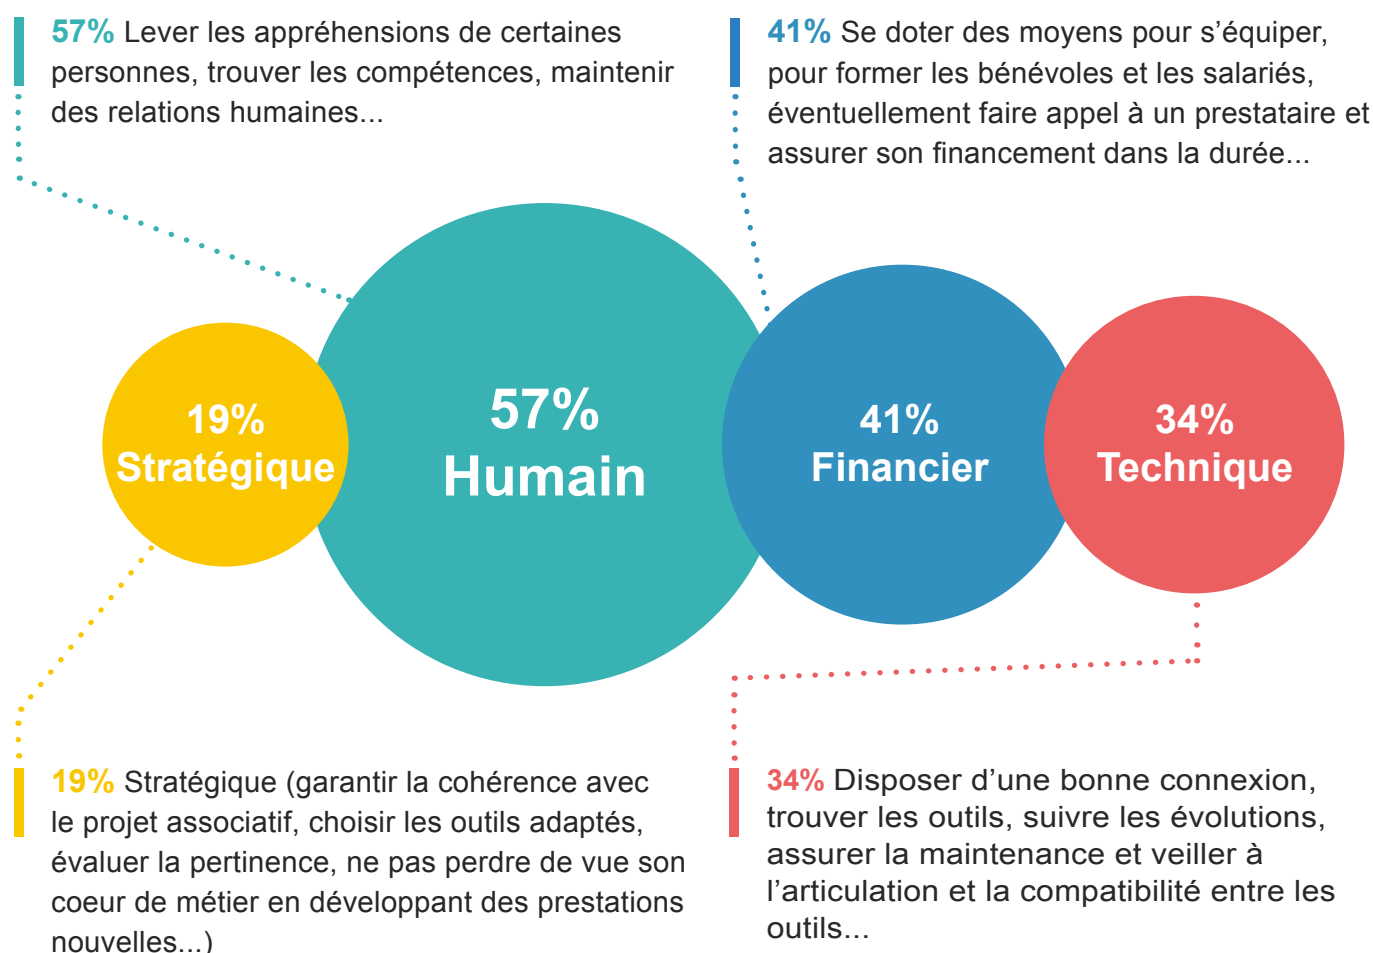 57% Lever les appréhensions de certaines
personnes, trouver les compétences, maintenir
des relations humaines...
41% Se doter des moyens pour s’équiper,
pour former les bénévoles et les salariés,
éventuellement faire appel à un prestataire et
assurer son financement dans la durée...
19%
Stratégique
57%
Humain
41%
Financier
34%
Technique
19% Stratégique (garantir la cohérence avec
le projet associatif, choisir les outils adaptés,
évaluer la pertinence, ne pas perdre de vue son
coeur de métier en développant des prestations
nouvelles...)
34% Disposer d’une bonne connexion,
trouver les outils, suivre les évolutions,
assurer la maintenance et veiller à
l’articulation et la compatibilité entre les
outils...